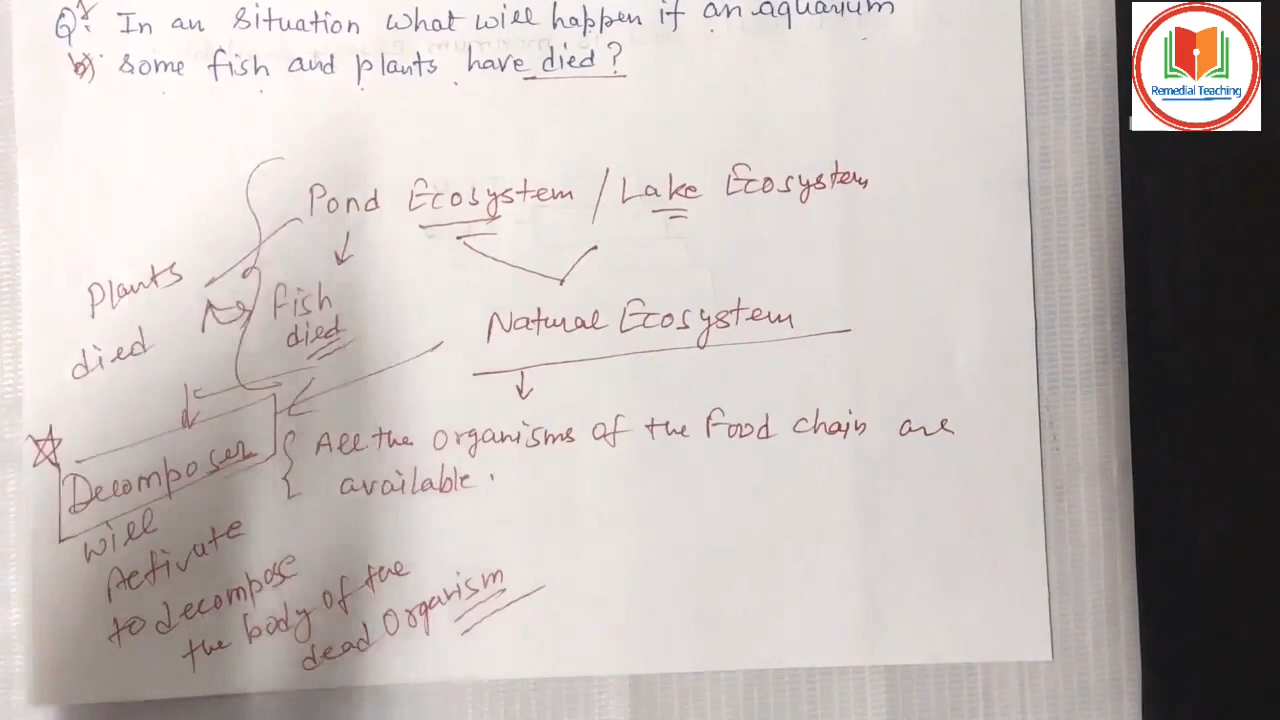 Q: In an situation what will happen if an aquarium
b) some fish and plants have died?
Remedial Teaching
Pond Ecosystem / Lake Ecosystem
Plants
died
fish
died
Natural Ecosystem
All the organisms of the food chain are
available.
Decomposer
will
Activate
to decompose
the body of the
dead organism